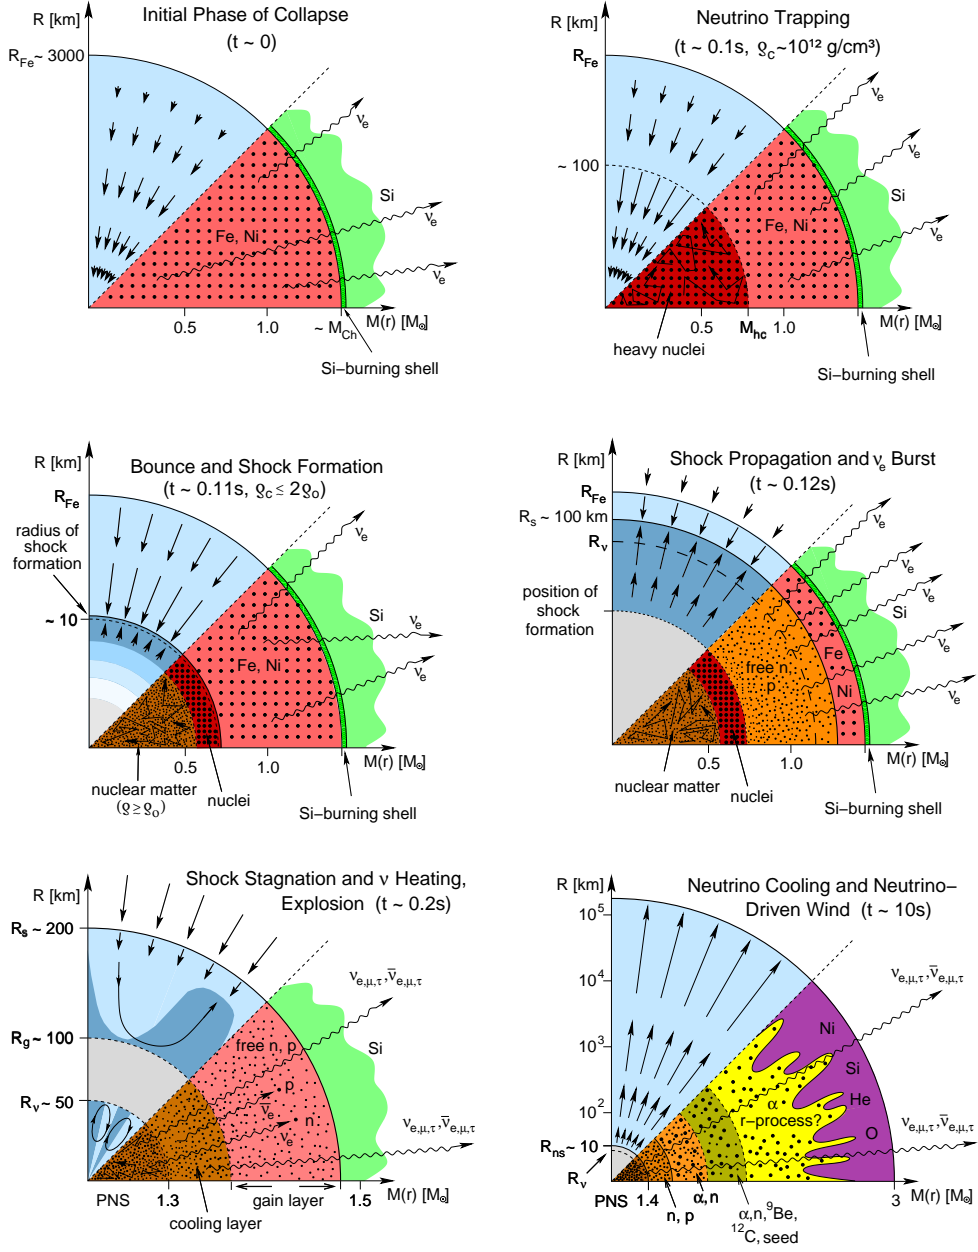 Initial Phase of Collapse
(t ~ 0)
R [km]
R_Fe ~ 3000
ν_e
Si
ν_e
ν_e
Fe, Ni
0.5
1.0
~ M_Ch
M(r) [M⊙]
Si–burning shell
Neutrino Trapping
(t ~ 0.1s, ϱ_c ~10¹² g/cm³)
R [km]
R_Fe
~ 100
ν_e
ν_e
Si
ν_e
Fe, Ni
0.5
M_hc
1.0
M(r) [M⊙]
heavy nuclei
Si–burning shell
Bounce and Shock Formation
(t ~ 0.11s, ϱ_c ≤ 2ϱ_o)
R [km]
R_Fe
radius of
shock
formation
~ 10
ν_e
Si
ν_e
ν_e
Fe, Ni
0.5
1.0
M(r) [M⊙]
nuclear matter
(ϱ ≥ ϱ_o)
nuclei
Si–burning shell
Shock Propagation and ν_e Burst
(t ~ 0.12s)
R [km]
R_Fe
R_s ~ 100 km
R_ν
position of
shock
formation
ν_e
ν_e
Si
ν_e
ν_e
Fe
free n,
p
Ni
0.5
1.0
M(r) [M⊙]
nuclear matter
nuclei
Si–burning shell
Shock Stagnation and ν Heating,
Explosion (t ~ 0.2s)
R [km]
R_s ~ 200
R_g ~ 100
R_ν ~ 50
ν_e,μ,τ, ν̄_e,μ,τ
Si
free n, p
p
ν̄_e
n
ν_e
ν_e,μ,τ, ν̄_e,μ,τ
PNS
1.3
gain layer
1.5
M(r) [M⊙]
cooling layer
Neutrino Cooling and Neutrino–
Driven Wind (t ~ 10s)
R [km]
10⁵
10⁴
10³
10²
R_ns ~ 10
R_ν
ν_e,μ,τ, ν̄_e,μ,τ
Ni
Si
He
O
α
r–process?
ν_e,μ,τ, ν̄_e,μ,τ
PNS
1.4
α,n
n, p
α,n,⁹Be,
¹²C, seed
3
M(r) [M⊙]